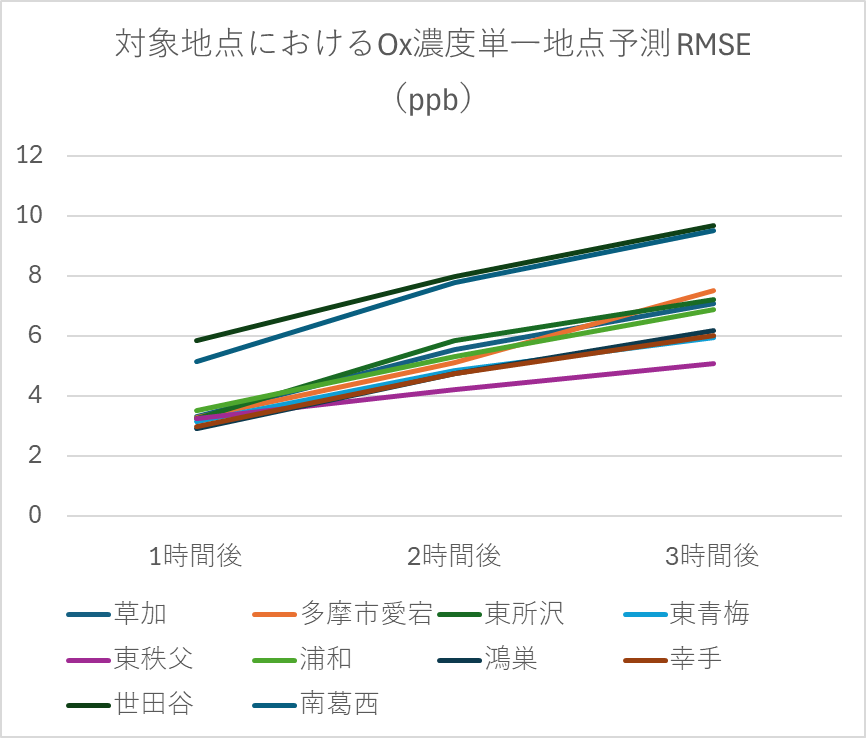 対象地点におけるOx濃度単一地点予測RMSE
（ppb）
12
10
8
6
4
2
0
1時間後 2時間後 3時間後
草加 多摩市愛宕 東所沢 東青梅
東秩父 浦和 鴻巣 幸手
世田谷 南葛西